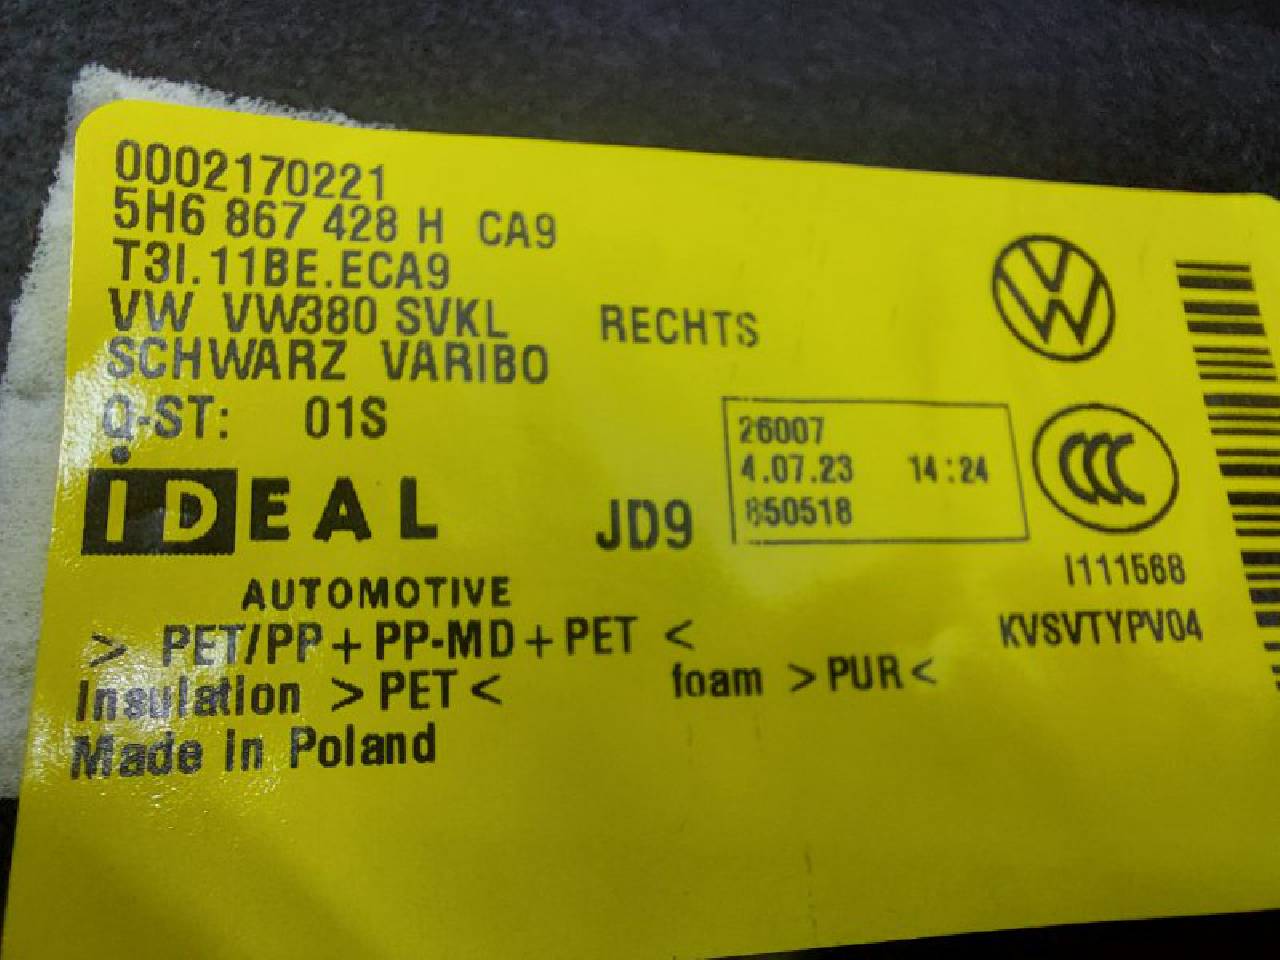 0002170221
5H6 867 428 H CA9
T3I.11BE.ECA9
VW VW380 SVKL
RECHTS
SCHWARZ VARIBO
Q-ST: 01S
iDEAL
AUTOMOTIVE
JD9
26007
4.07.23 14:24
850518
CCC
I111568
KVSVTYPV04
> PET/PP+PP-MD+PET <
Insulation >PET< foam >PUR<
Made in Poland